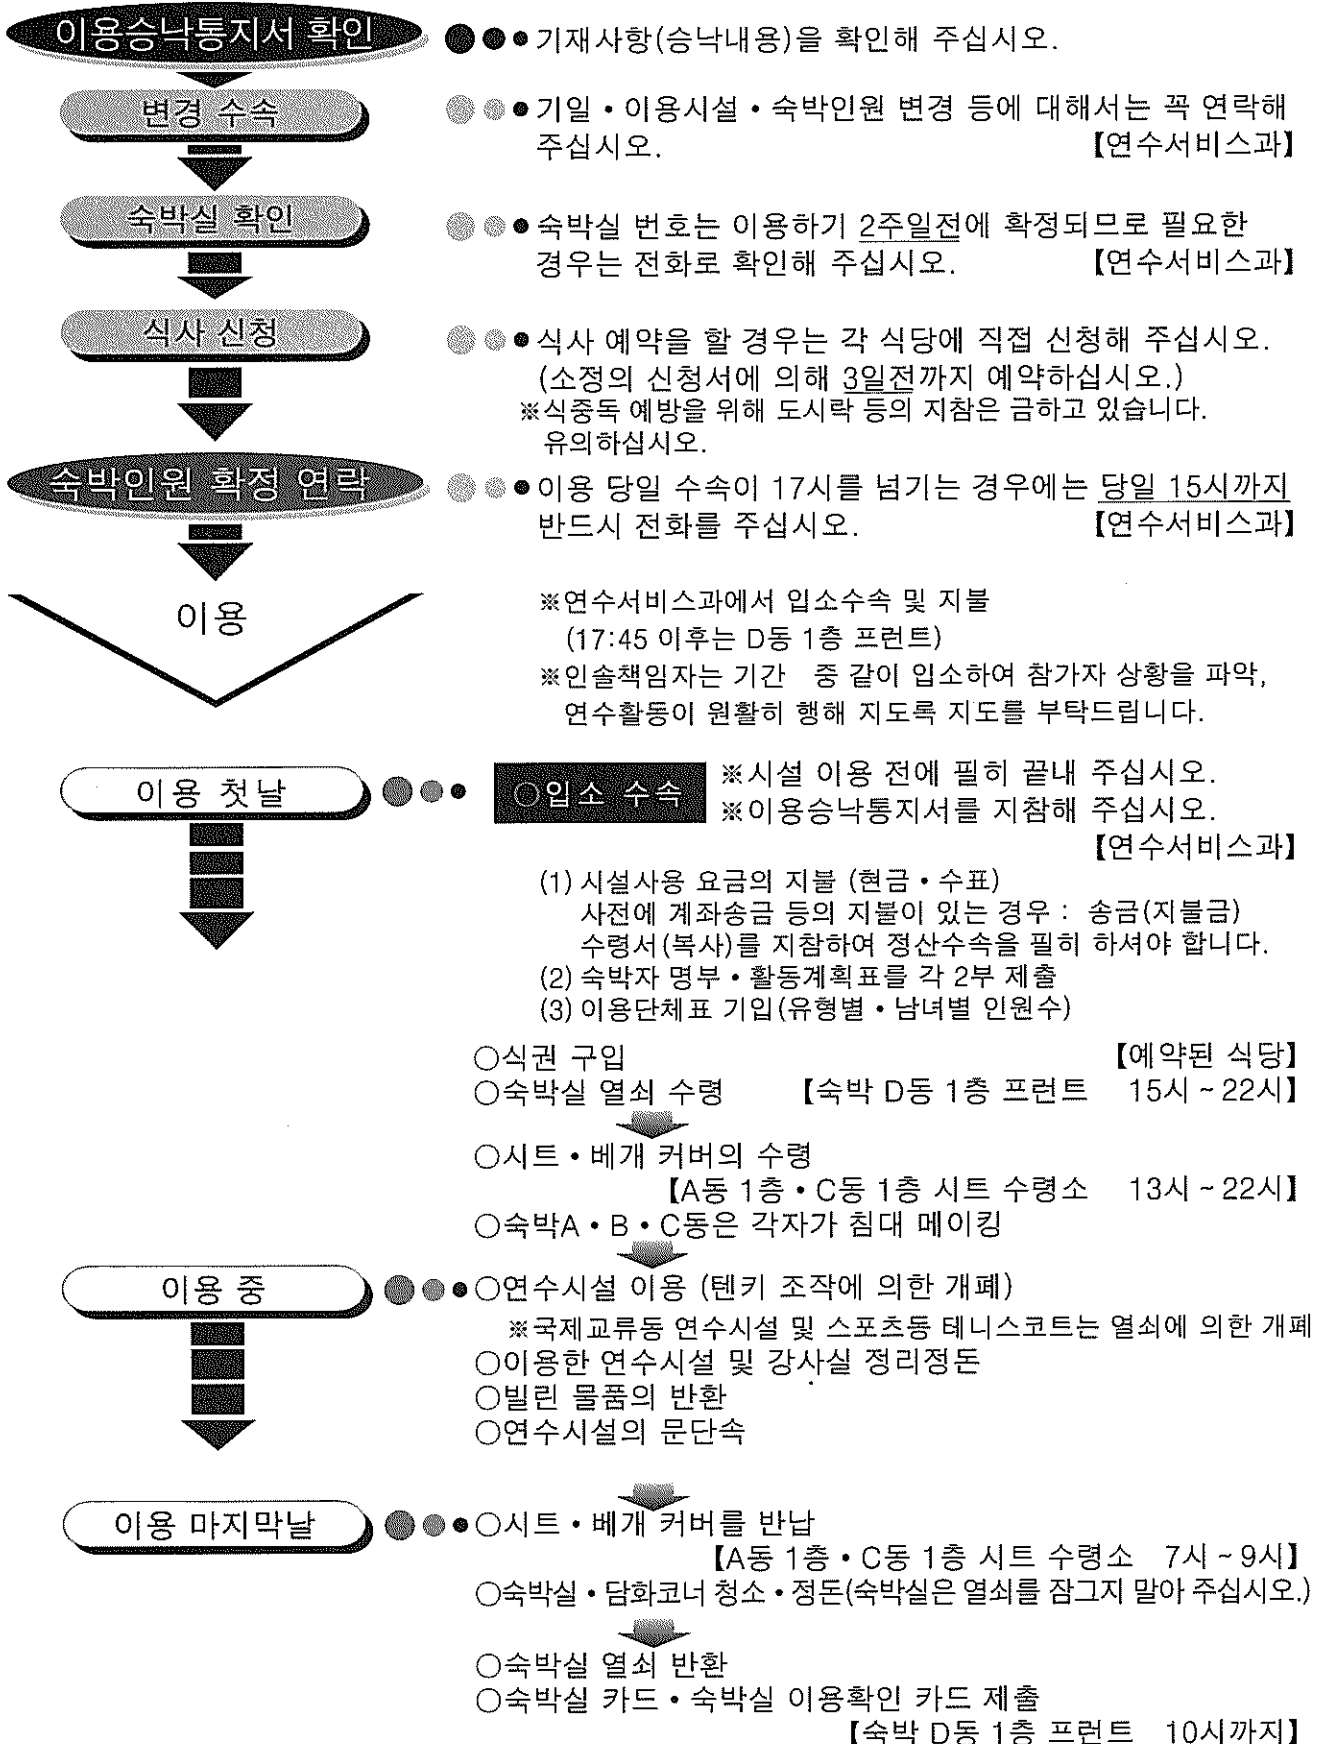 이용승낙통지서 확인
●●●기재사항(승낙내용)을 확인해 주십시오.
변경 수속
●●●기일・이용시설・숙박인원 변경 등에 대해서는 꼭 연락해
주십시오. 【연수서비스과】
숙박실 확인
●●●숙박실 번호는 이용하기 2주일전에 확정되므로 필요한
경우는 전화로 확인해 주십시오. 【연수서비스과】
식사 신청
●●●식사 예약을 할 경우는 각 식당에 직접 신청해 주십시오.
(소정의 신청서에 의해 3일전까지 예약하십시오.)
※식중독 예방을 위해 도시락 등의 지참은 금하고 있습니다.
유의하십시오.
숙박인원 확정 연락
●●●이용 당일 수속이 17시를 넘기는 경우에는 당일 15시까지
반드시 전화를 주십시오. 【연수서비스과】
이용
※연수서비스과에서 입소수속 및 지불
(17:45 이후는 D동 1층 프런트)
※인솔책임자는 기간 중 같이 입소하여 참가자 상황을 파악,
연수활동이 원활히 행해 지도록 지도를 부탁드립니다.
이용 첫날
○입소 수속
※시설 이용 전에 필히 끝내 주십시오.
※이용승낙통지서를 지참해 주십시오.
【연수서비스과】
(1) 시설사용 요금의 지불 (현금・수표)
사전에 계좌송금 등의 지불이 있는 경우 : 송금(지불금)
수령서(복사)를 지참하여 정산수속을 필히 하셔야 합니다.
(2) 숙박자 명부・활동계획표를 각 2부 제출
(3) 이용단체표 기입(유형별・남녀별 인원수)
○식권 구입 【예약된 식당】
○숙박실 열쇠 수령 【숙박 D동 1층 프런트 15시 ~ 22시】
○시트・베개 커버의 수령
【A동 1층・C동 1층 시트 수령소 13시 ~ 22시】
○숙박A・B・C동은 각자가 침대 메이킹
이용 중
○연수시설 이용 (텐키 조작에 의한 개폐)
※국제교류동 연수시설 및 스포츠등 테니스코트는 열쇠에 의한 개폐
○이용한 연수시설 및 강사실 정리정돈
○빌린 물품의 반환
○연수시설의 문단속
이용 마지막날
○시트・베개 커버를 반납
【A동 1층・C동 1층 시트 수령소 7시 ~ 9시】
○숙박실・담화코너 청소・정돈(숙박실은 열쇠를 잠그지 말아 주십시오.)
○숙박실 열쇠 반환
○숙박실 카드・숙박실 이용확인 카드 제출
【숙박 D동 1층 프런트 10시까지】